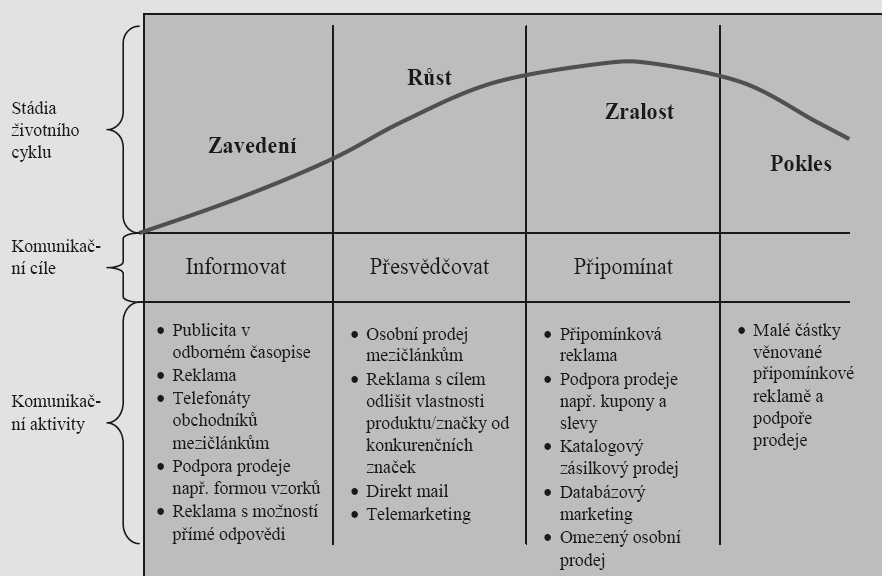 Stádia
životního
cyklu
Zavedení
Růst
Zralost
Pokles
Komunikač-
ní cíle
Informovat
Přesvědčovat
Připomínat
Komunikač-
ní aktivity
• Publicita v
odborném časopise
• Reklama
• Telefonáty
obchodníků
mezičlánkům
• Podpora prodeje
např. formou vzorků
• Reklama s možností
přímé odpovědi
• Osobní prodej
mezičlánkům
• Reklama s cílem
odlišit vlastnosti
produktu/značky od
konkurenčních
značek
• Direkt mail
• Telemarketing
• Připomínková
reklama
• Podpora prodeje
např. kupony a
slevy
• Katalogový
zásilkový prodej
• Databázový
marketing
• Omezený osobní
prodej
• Malé částky
věnované
připomínkové
reklamě a
podpoře
prodeje